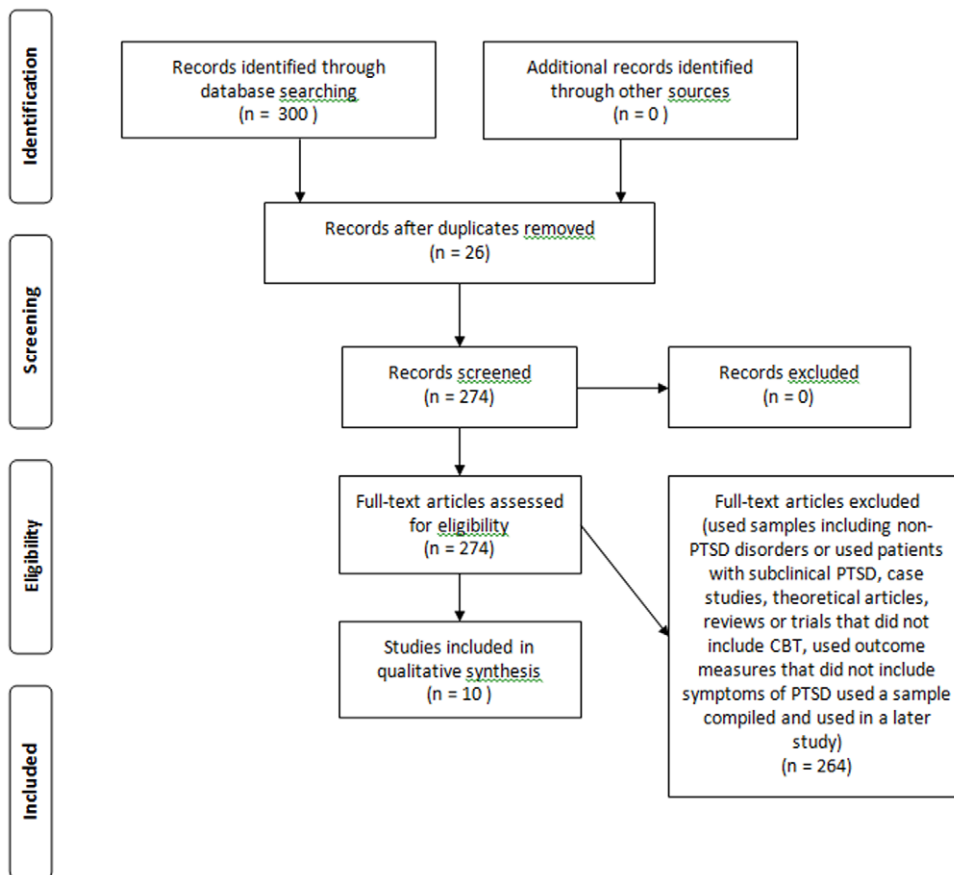 Identification
Records identified through
database searching
(n = 300 )
Additional records identified
through other sources
(n = 0 )
Records after duplicates removed
(n = 26)
Screening
Records screened
(n = 274)
Records excluded
(n = 0)
Eligibility
Full-text articles assessed
for eligibility
(n = 274)
Full-text articles excluded
(used samples including non-
PTSD disorders or used patients
with subclinical PTSD, case
studies, theoretical articles,
reviews or trials that did not
include CBT, used outcome
measures that did not include
symptoms of PTSD used a sample
compiled and used in a later
study)
(n = 264)
Studies included in
qualitative synthesis
(n = 10 )
Included